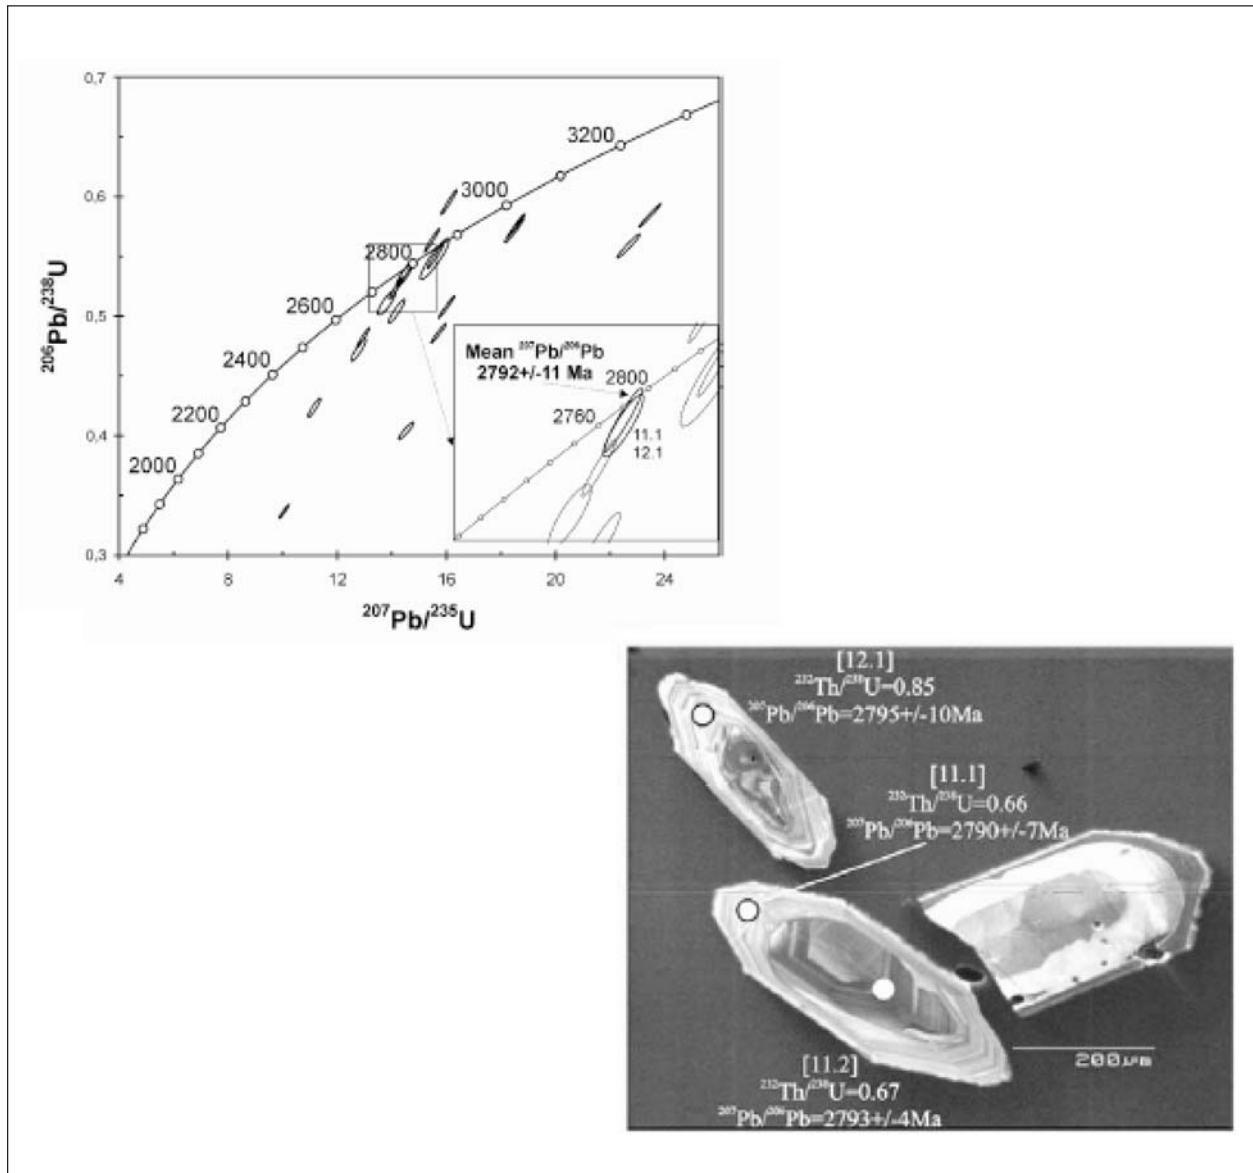 0,7
0,6
0,5
0,4
0,3
²⁰⁶Pb/²³⁸U
3200
3000
2800
2600
2400
2200
2000
Mean ²⁰⁷Pb/²⁰⁶Pb
2792+/-11 Ma
2800
2760
11.1
12.1
4 8 12 16 20 24
²⁰⁷Pb/²³⁵U
[12.1]
²³²Th/²³⁸U=0.85
²⁰⁷Pb/²⁰⁶Pb=2795+/-10Ma
[11.1]
²³²Th/²³⁸U=0.66
²⁰⁷Pb/²⁰⁶Pb=2790+/-7Ma
200µm
[11.2]
²³²Th/²³⁸U=0.67
²⁰⁷Pb/²⁰⁶Pb=2793+/-4Ma